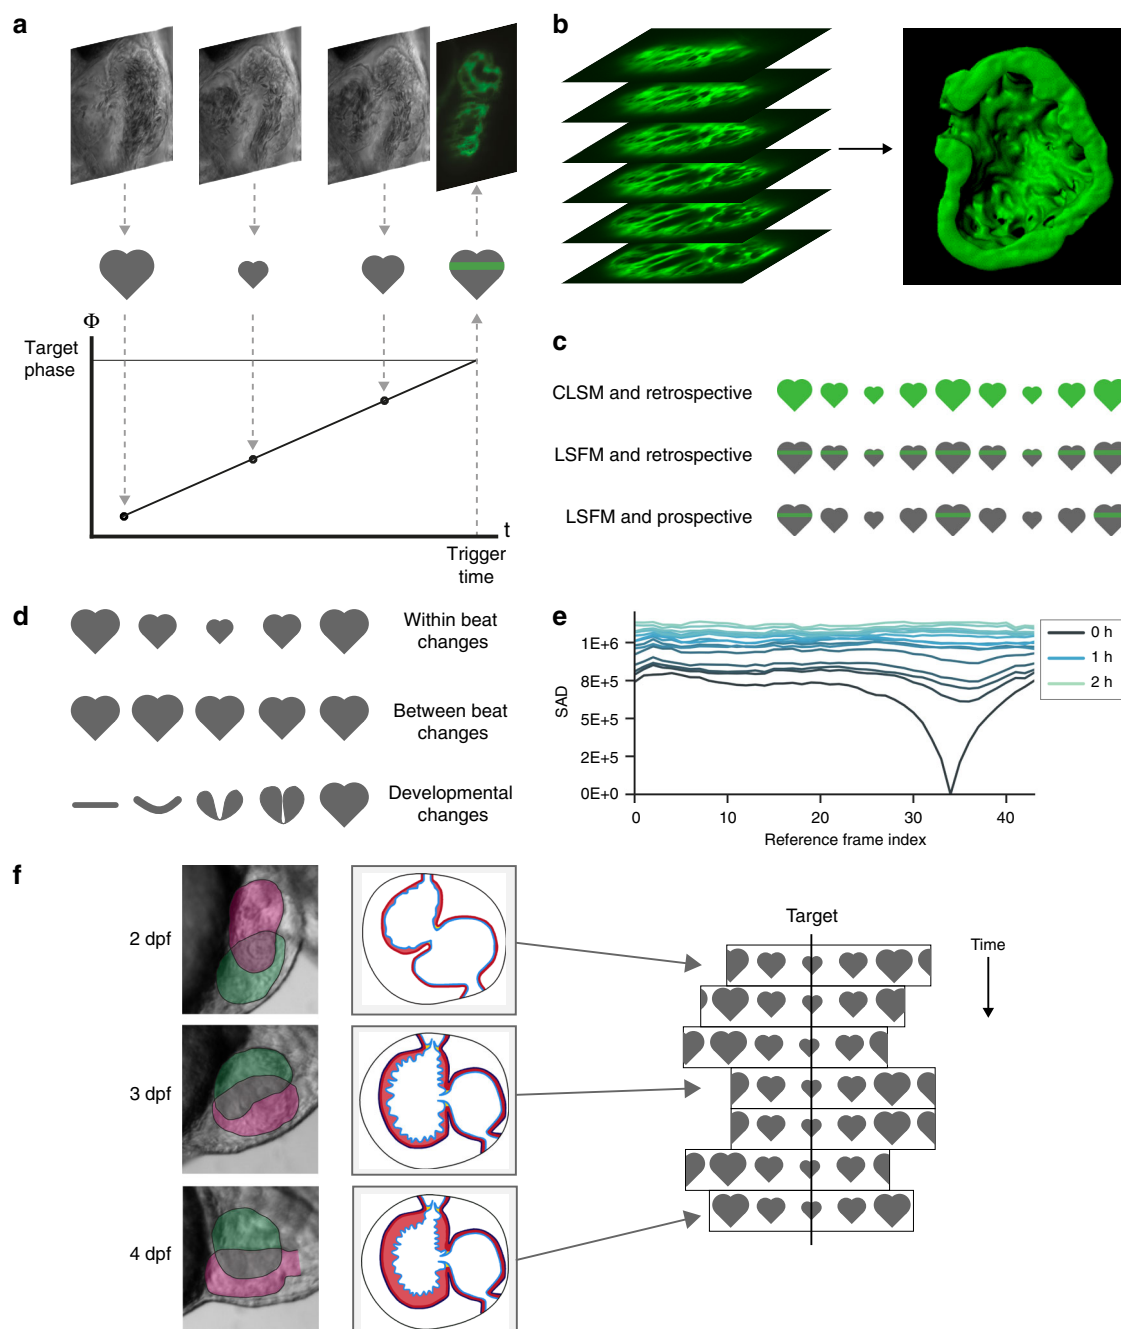 a
Φ
Target
phase
t
Trigger
time
b
c
CLSM and retrospective
LSFM and retrospective
LSFM and prospective
d
Within beat
changes
Between beat
changes
Developmental
changes
e
SAD
1E+6
8E+5
5E+5
2E+5
0E+0
0
10
20
30
40
Reference frame index
0 h
1 h
2 h
f
2 dpf
3 dpf
4 dpf
Target
Time